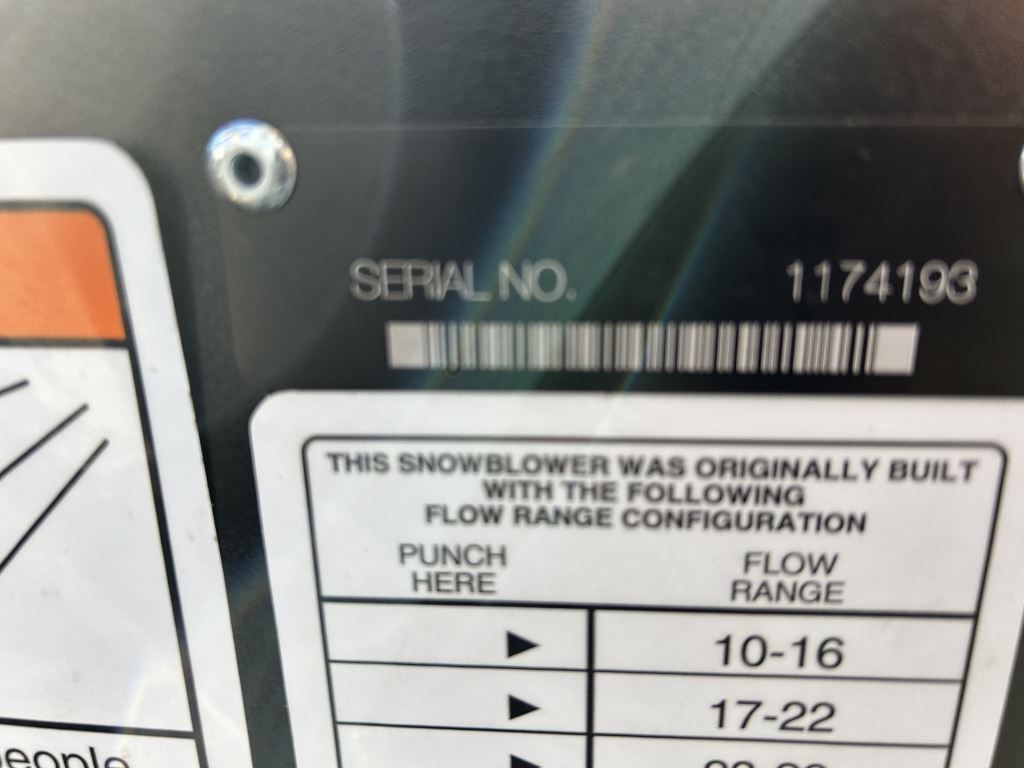 SERIAL NO. 1174193
THIS SNOWBLOWER WAS ORIGINALLY BUILT
WITH THE FOLLOWING
FLOW RANGE CONFIGURATION
PUNCH HERE
FLOW RANGE
10-16
17-22
people